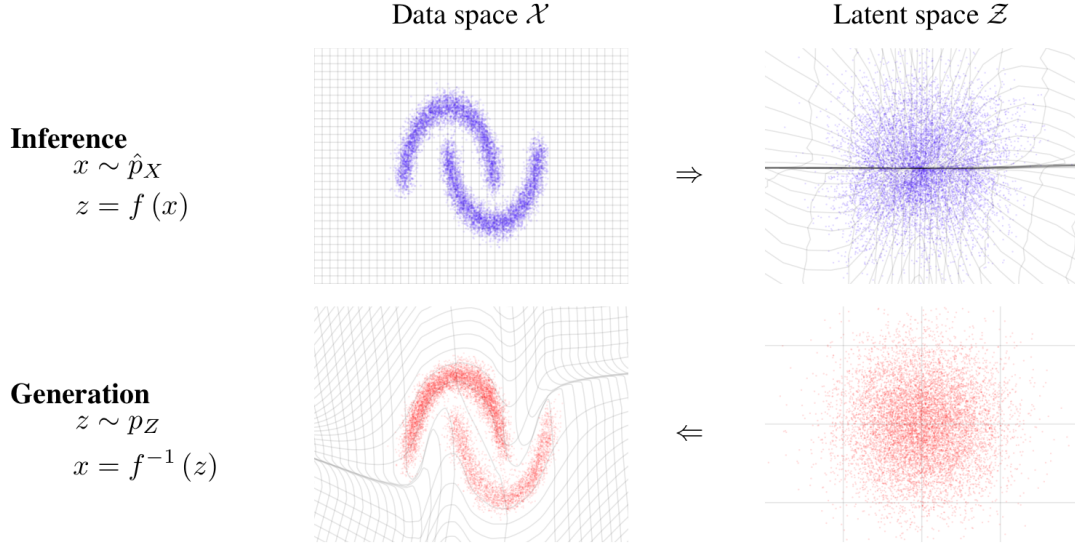 Data space 𝒳
Latent space 𝒵
Inference
x ∼ p̂_X
z = f (x)
⇒
Generation
z ∼ p_Z
x = f⁻¹ (z)
⇐